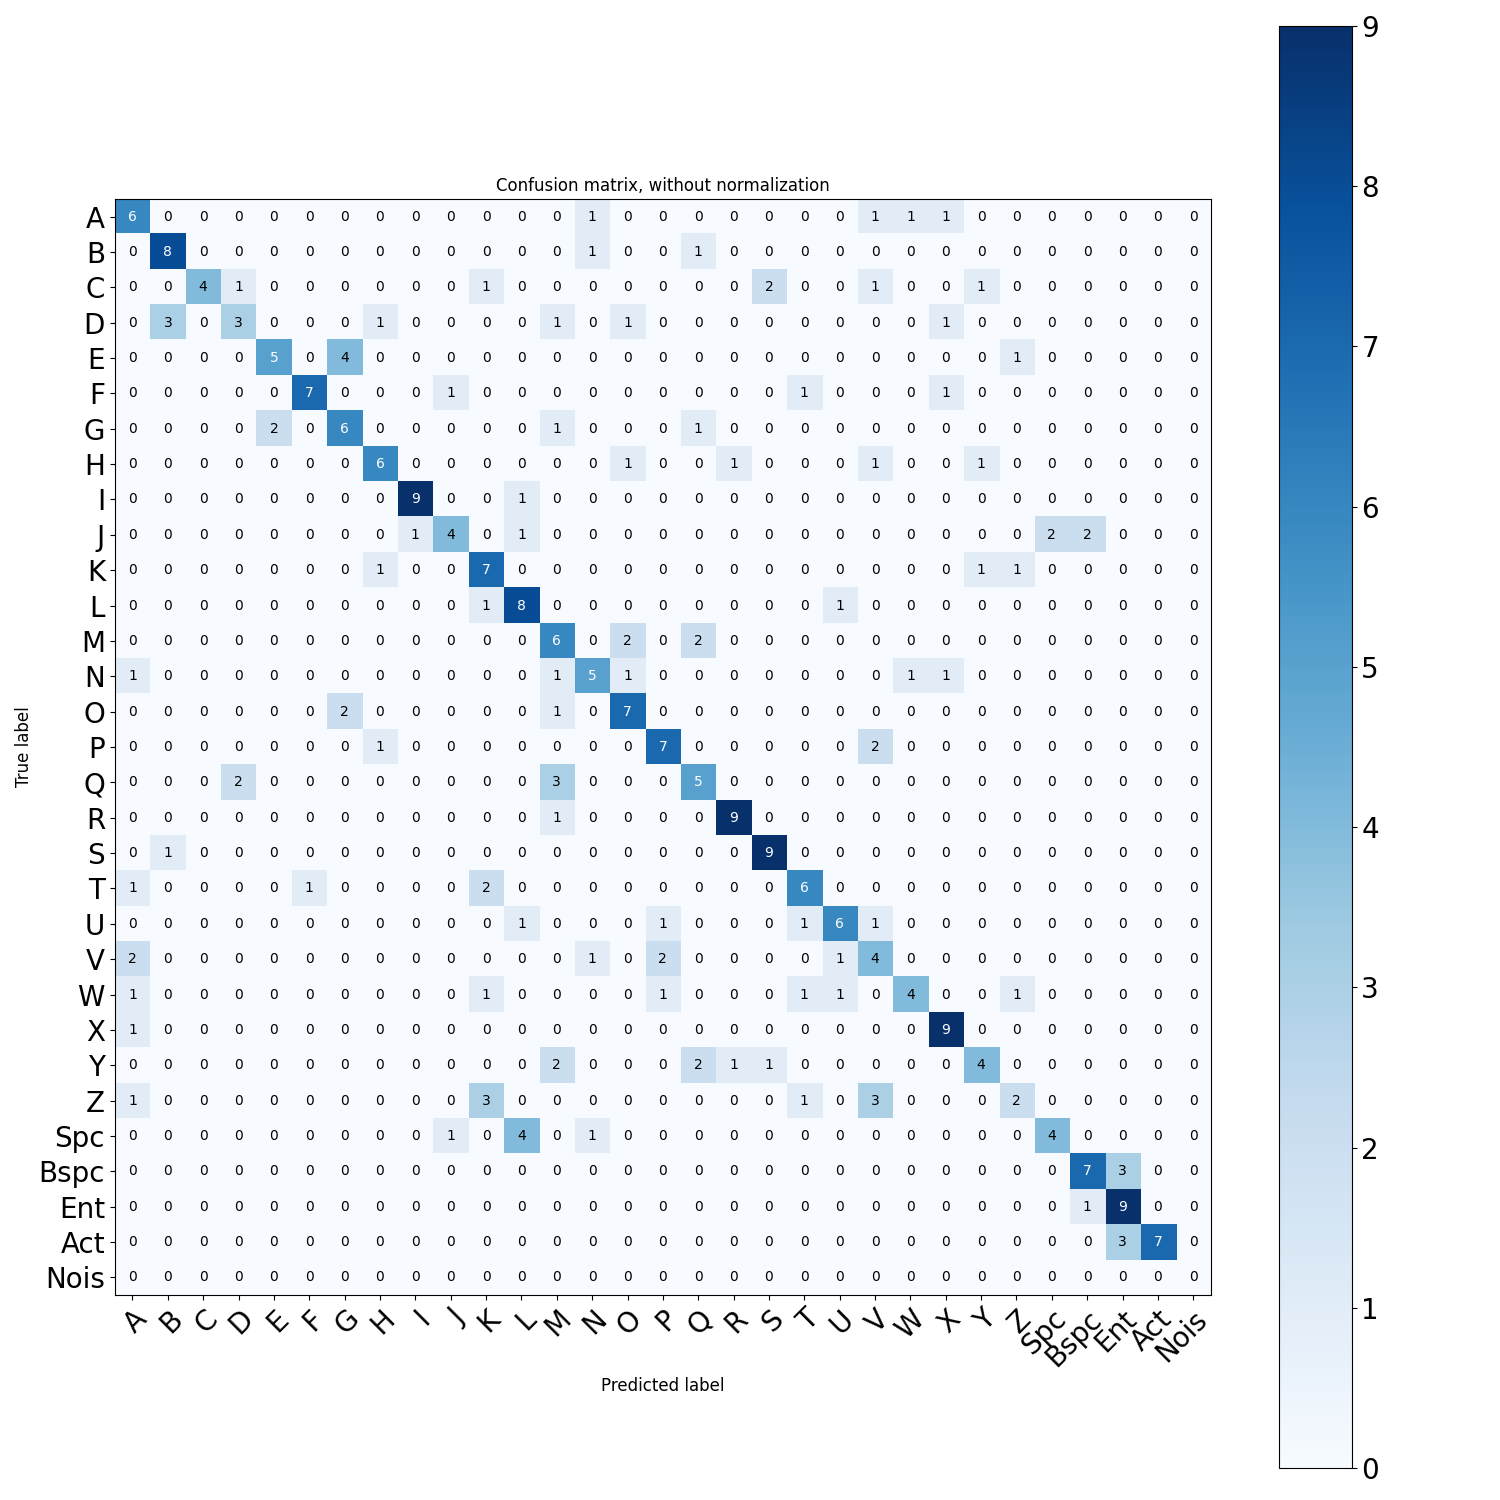 Confusion matrix, without normalization
True label
A 6 0 0 0 0 0 0 0 0 0 0 0 0 1 0 0 0 0 0 0 0 1 1 1 0 0 0 0 0 0 0
B 0 8 0 0 0 0 0 0 0 0 0 0 0 1 0 0 1 0 0 0 0 0 0 0 0 0 0 0 0 0 0
C 0 0 4 1 0 0 0 0 0 0 1 0 0 0 0 0 0 0 2 0 0 1 0 0 1 0 0 0 0 0 0
D 0 3 0 3 0 0 0 1 0 0 0 0 1 0 1 0 0 0 0 0 0 0 0 1 0 0 0 0 0 0 0
E 0 0 0 0 5 0 4 0 0 0 0 0 0 0 0 0 0 0 0 0 0 0 0 0 0 1 0 0 0 0 0
F 0 0 0 0 0 7 0 0 0 1 0 0 0 0 0 0 0 0 0 1 0 0 0 1 0 0 0 0 0 0 0
G 0 0 0 0 2 0 6 0 0 0 0 0 1 0 0 0 1 0 0 0 0 0 0 0 0 0 0 0 0 0 0
H 0 0 0 0 0 0 0 6 0 0 0 0 0 0 1 0 0 1 0 0 0 1 0 0 1 0 0 0 0 0 0
I 0 0 0 0 0 0 0 0 9 0 0 1 0 0 0 0 0 0 0 0 0 0 0 0 0 0 0 0 0 0 0
J 0 0 0 0 0 0 0 0 1 4 0 1 0 0 0 0 0 0 0 0 0 0 0 0 0 0 2 2 0 0 0
K 0 0 0 0 0 0 0 1 0 0 7 0 0 0 0 0 0 0 0 0 0 0 0 0 1 1 0 0 0 0 0
L 0 0 0 0 0 0 0 0 0 0 1 8 0 0 0 0 0 0 0 0 1 0 0 0 0 0 0 0 0 0 0
M 0 0 0 0 0 0 0 0 0 0 0 0 6 0 2 0 2 0 0 0 0 0 0 0 0 0 0 0 0 0 0
N 1 0 0 0 0 0 0 0 0 0 0 0 1 5 1 0 0 0 0 0 0 0 1 1 0 0 0 0 0 0 0
O 0 0 0 0 0 0 2 0 0 0 0 0 1 0 7 0 0 0 0 0 0 0 0 0 0 0 0 0 0 0 0
P 0 0 0 0 0 0 0 1 0 0 0 0 0 0 0 7 0 0 0 0 0 2 0 0 0 0 0 0 0 0 0
Q 0 0 0 2 0 0 0 0 0 0 0 0 3 0 0 0 5 0 0 0 0 0 0 0 0 0 0 0 0 0 0
R 0 0 0 0 0 0 0 0 0 0 0 0 1 0 0 0 0 9 0 0 0 0 0 0 0 0 0 0 0 0 0
S 0 1 0 0 0 0 0 0 0 0 0 0 0 0 0 0 0 0 9 0 0 0 0 0 0 0 0 0 0 0 0
T 1 0 0 0 0 1 0 0 0 0 2 0 0 0 0 0 0 0 0 6 0 0 0 0 0 0 0 0 0 0 0
U 0 0 0 0 0 0 0 0 0 0 0 1 0 0 0 1 0 0 0 1 6 1 0 0 0 0 0 0 0 0 0
V 2 0 0 0 0 0 0 0 0 0 0 0 0 1 0 2 0 0 0 0 1 4 0 0 0 0 0 0 0 0 0
W 1 0 0 0 0 0 0 0 0 0 1 0 0 0 0 1 0 0 0 1 1 0 4 0 0 1 0 0 0 0 0
X 1 0 0 0 0 0 0 0 0 0 0 0 0 0 0 0 0 0 0 0 0 0 0 9 0 0 0 0 0 0 0
Y 0 0 0 0 0 0 0 0 0 0 0 0 2 0 0 0 2 1 1 0 0 0 0 0 4 0 0 0 0 0 0
Z 1 0 0 0 0 0 0 0 0 0 3 0 0 0 0 0 0 0 0 1 0 3 0 0 0 2 0 0 0 0 0
Spc 0 0 0 0 0 0 0 0 0 1 0 4 0 1 0 0 0 0 0 0 0 0 0 0 0 0 4 0 0 0 0
Bspc 0 0 0 0 0 0 0 0 0 0 0 0 0 0 0 0 0 0 0 0 0 0 0 0 0 0 0 7 3 0 0
Ent 0 0 0 0 0 0 0 0 0 0 0 0 0 0 0 0 0 0 0 0 0 0 0 0 0 0 0 1 9 0 0
Act 0 0 0 0 0 0 0 0 0 0 0 0 0 0 0 0 0 0 0 0 0 0 0 0 0 0 0 0 3 7 0
Nois 0 0 0 0 0 0 0 0 0 0 0 0 0 0 0 0 0 0 0 0 0 0 0 0 0 0 0 0 0 0 0
A B C D E F G H I J K L M N O P Q R S T U V W X Y Z Spc Bspc Ent Act Nois
Predicted label
9
8
7
6
5
4
3
2
1
0